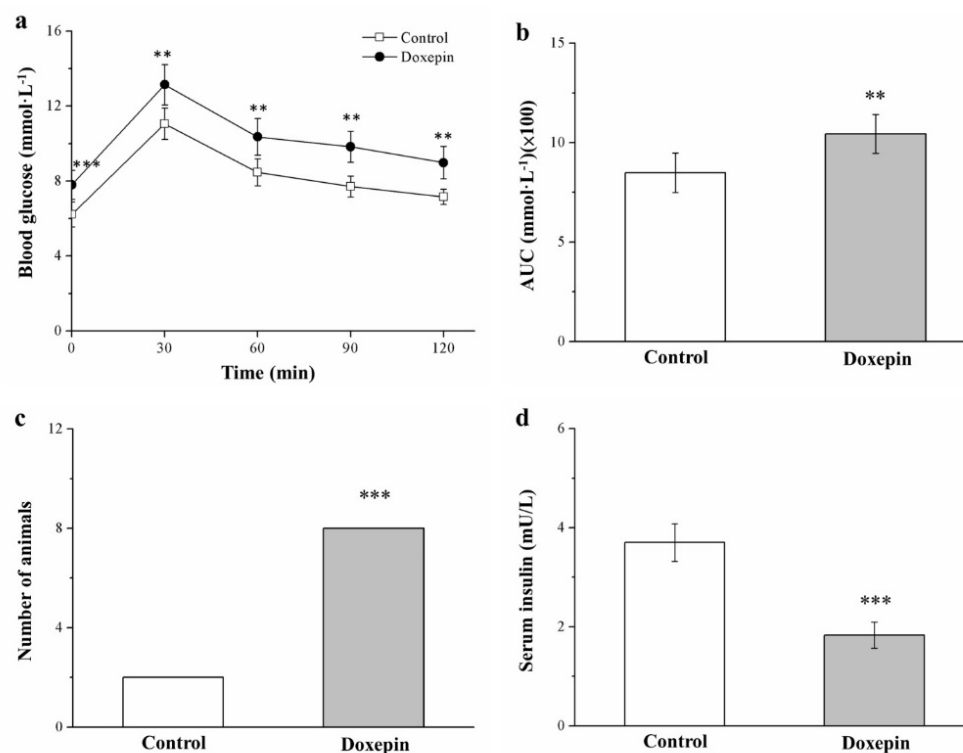 a
Blood glucose (mmol·L⁻¹)
16
12
8
4
0
Control
Doxepin
***
**
**
**
**
0 30 60 90 120
Time (min)
b
AUC (mmol·L⁻¹)(×100)
15
10
5
0
**
Control Doxepin
c
Number of animals
12
8
4
0
***
Control Doxepin
d
Serum insulin (mU/L)
6
4
2
0
***
Control Doxepin